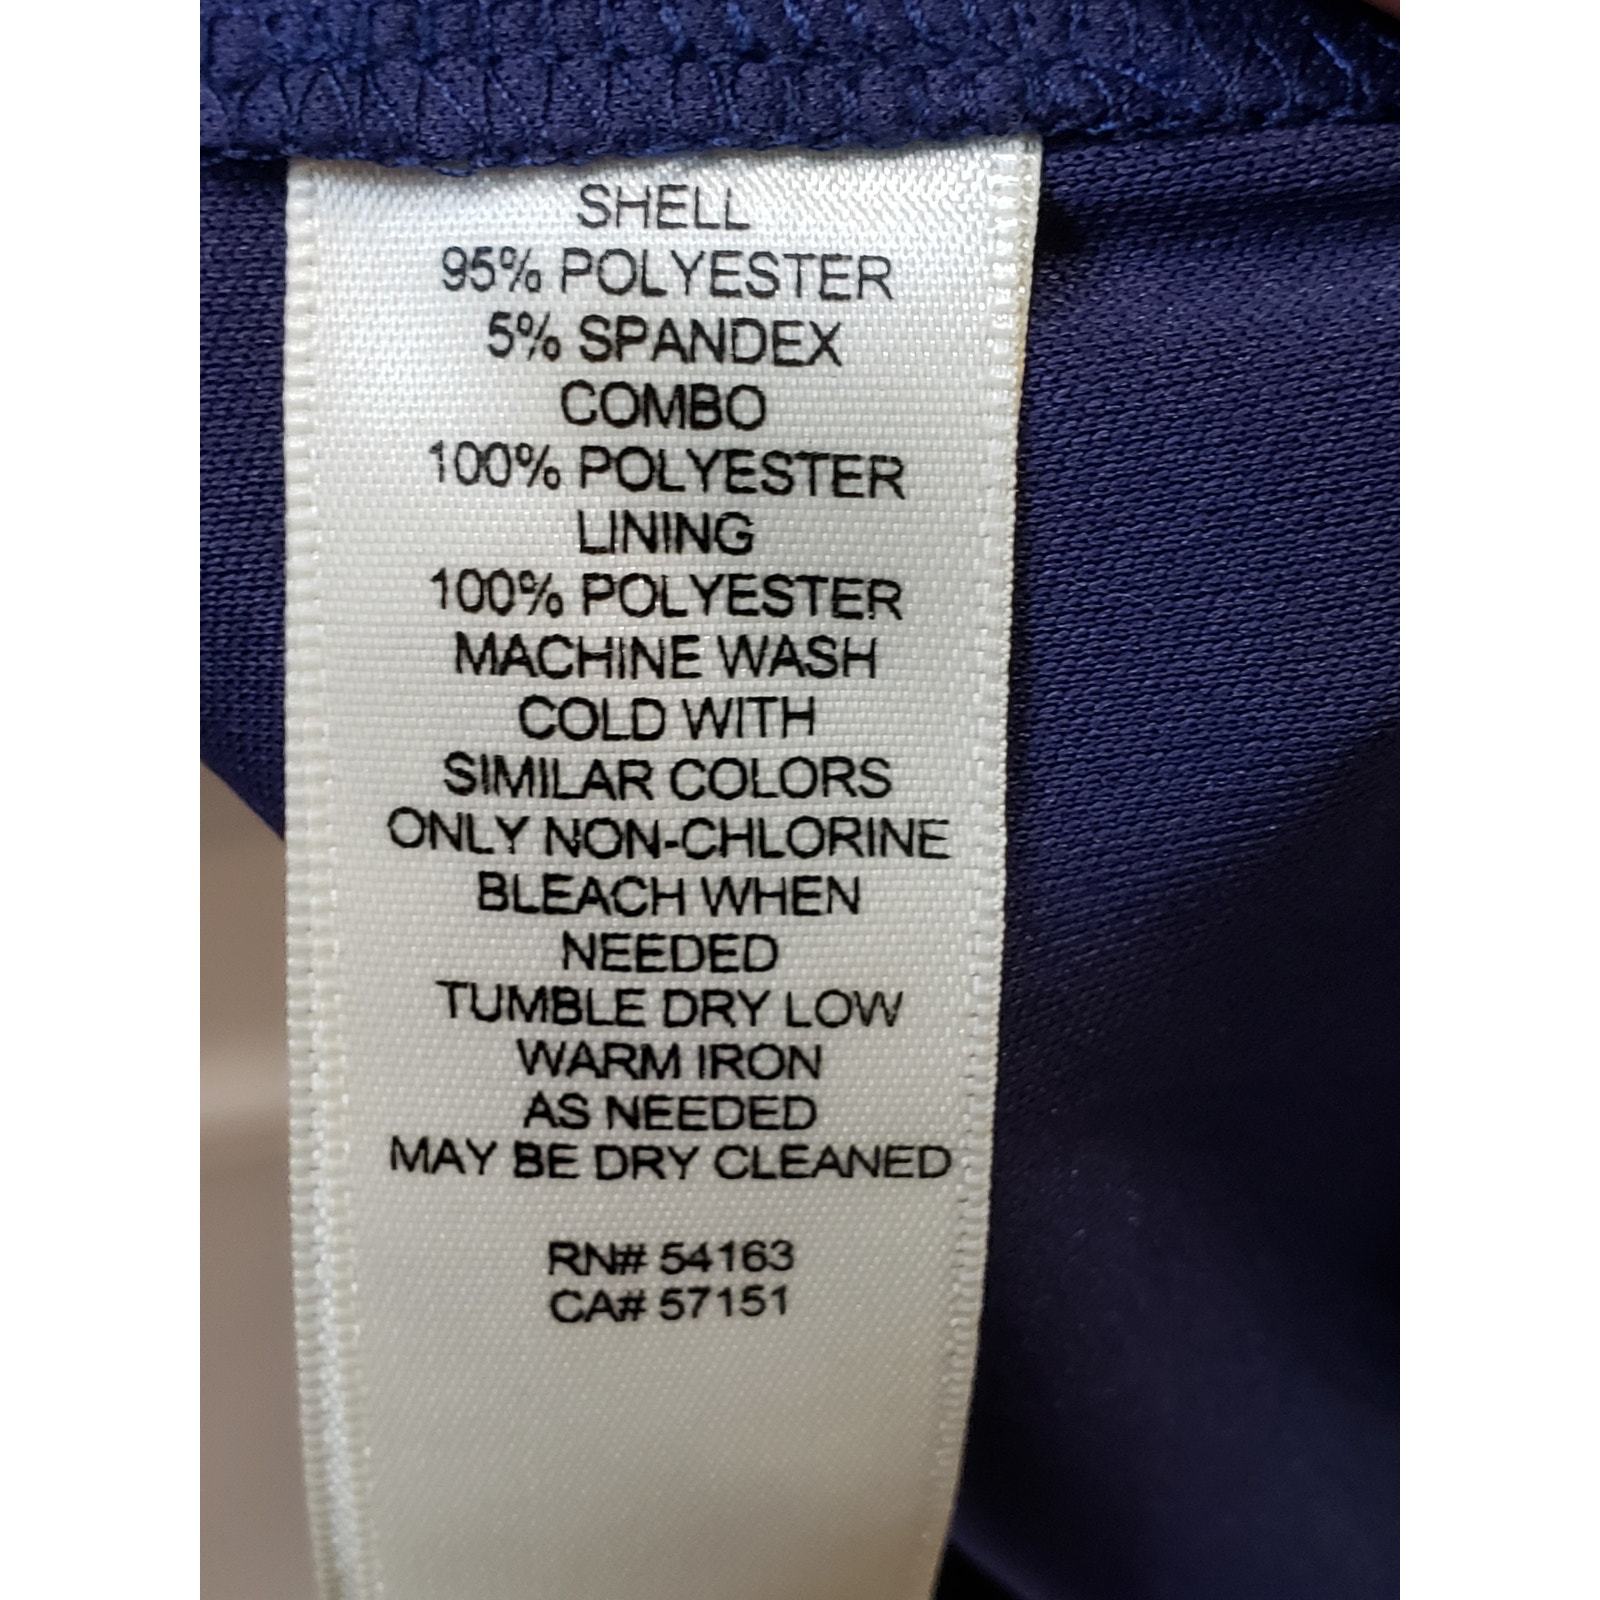 SHELL
95% POLYESTER
5% SPANDEX
COMBO
100% POLYESTER
LINING
100% POLYESTER
MACHINE WASH
COLD WITH
SIMILAR COLORS
ONLY NON-CHLORINE
BLEACH WHEN
NEEDED
TUMBLE DRY LOW
WARM IRON
AS NEEDED
MAY BE DRY CLEANED
RN# 54163
CA# 57151